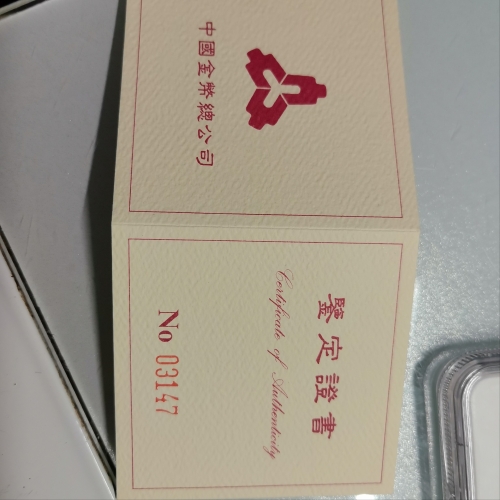 中國金幣總公司
鑒定證書
Certificate of Authenticity
No 03147